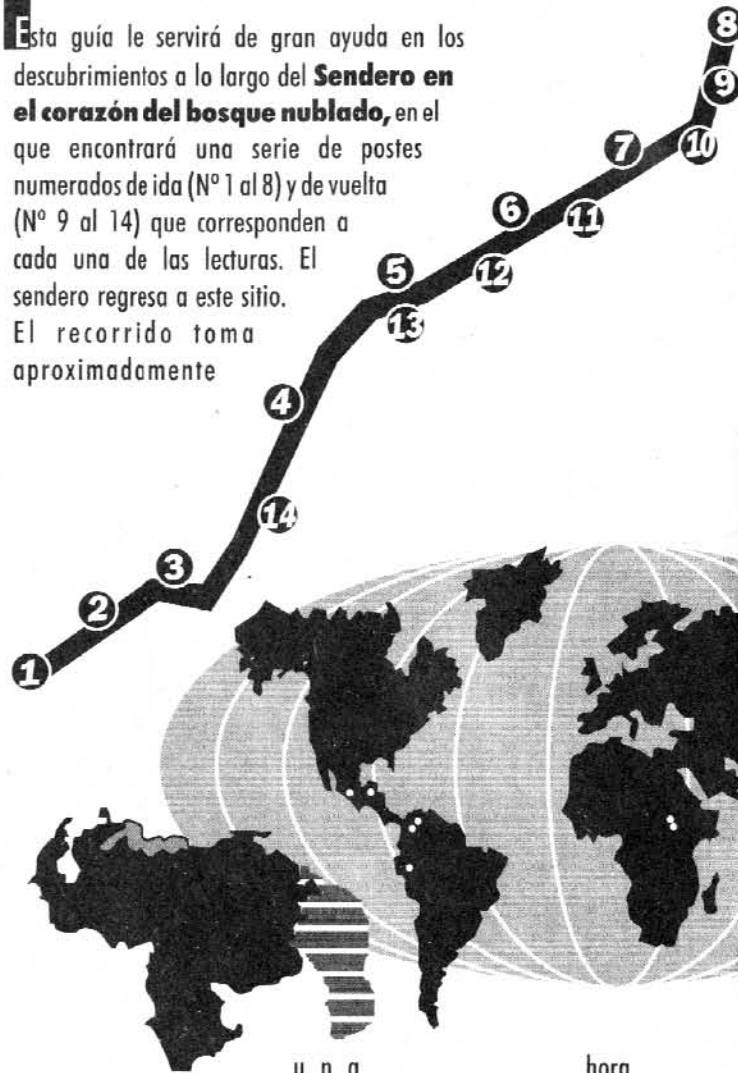 Esta guía le servirá de gran ayuda en los
descubrimientos a lo largo del Sendero en
el corazón del bosque nublado, en el
que encontrará una serie de postes
numerados de ida (Nº 1 al 8) y de vuelta
(Nº 9 al 14) que corresponden a
cada una de las lecturas. El
sendero regresa a este sitio.
El recorrido toma
aproximadamente
8
9
7
10
6
11
5
12
13
4
14
3
2
1
una hora